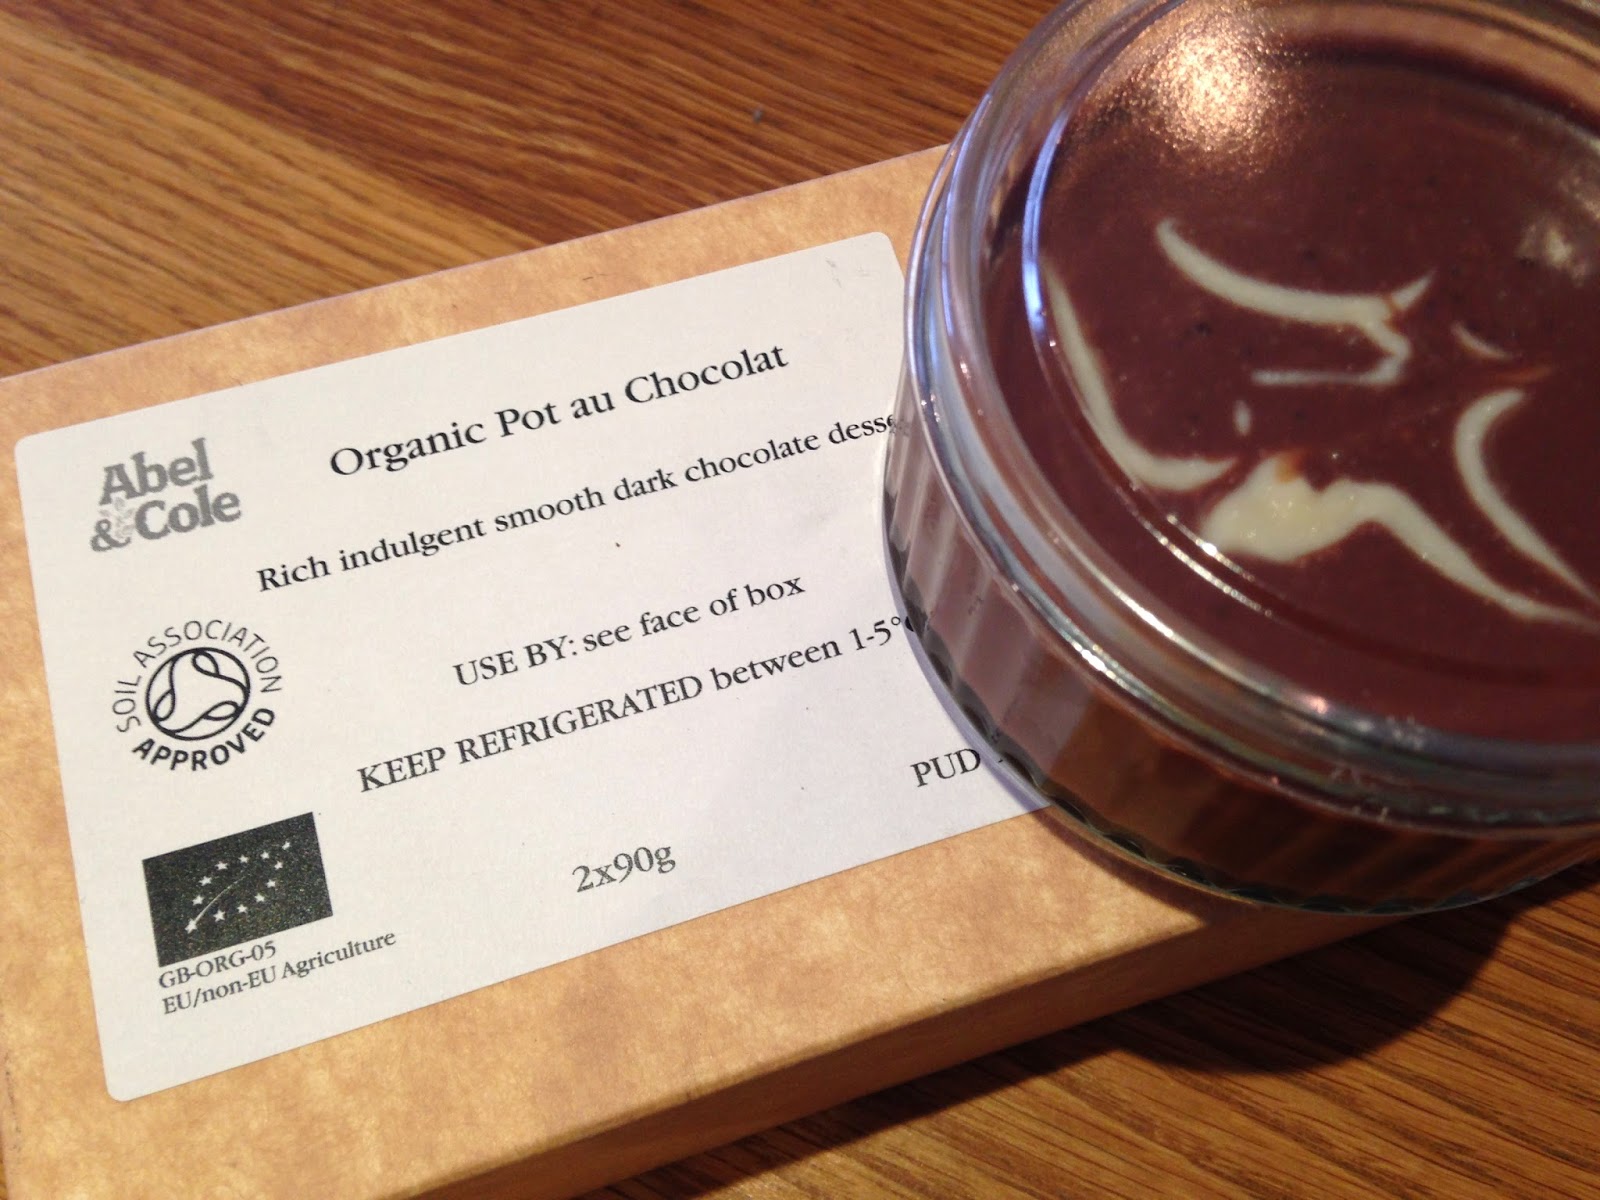 Organic Pot au Chocolat
Abel
& Cole
Rich indulgent smooth dark chocolate
USE BY: see face of box
SOIL ASSOCIATION
APPROVED
KEEP REFRIGERATED between 1-5°
PUD
2x90g
GB-ORG-05
EU/non-EU Agriculture